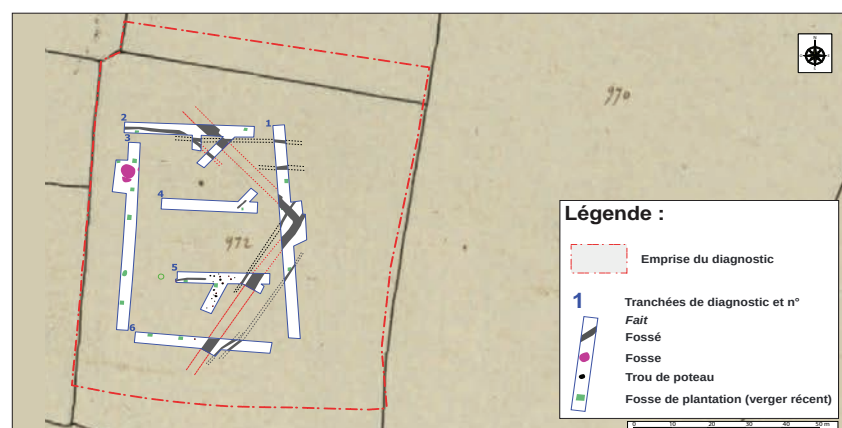 970
1
2
3
4
972
5
6
N
Légende :
Emprise du diagnostic
1 Tranchées de diagnostic et n°
Fait
Fossé
Fosse
Trou de poteau
Fosse de plantation (verger récent)
0 10 20 30 40 50 m